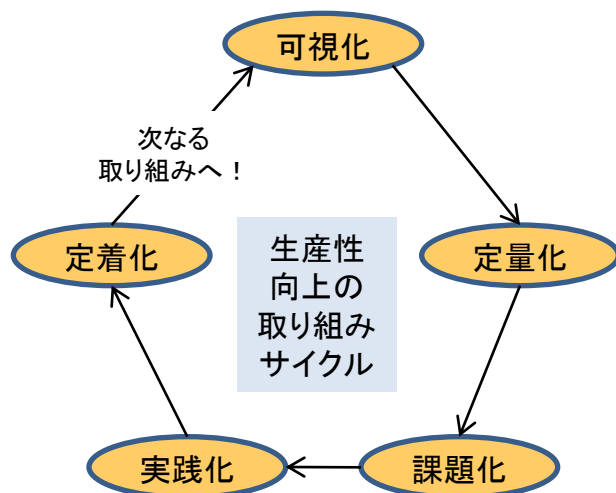 可視化
次なる
取り組みへ！
定着化
生産性
向上の
取り組み
サイクル
定量化
実践化
課題化